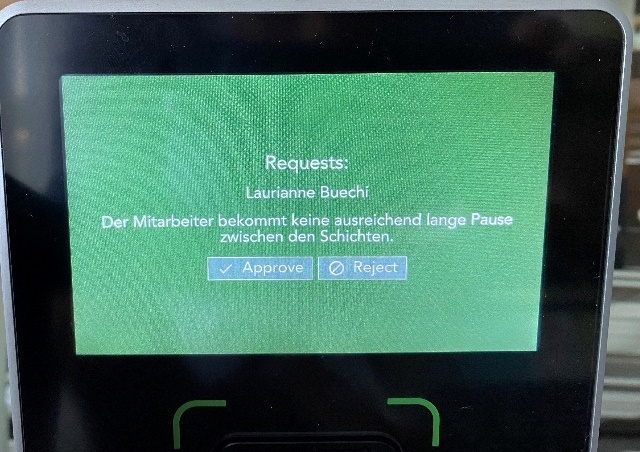 Requests:
Laurianne Buechi
Der Mitarbeiter bekommt keine ausreichend lange Pause
zwischen den Schichten.
Approve Reject